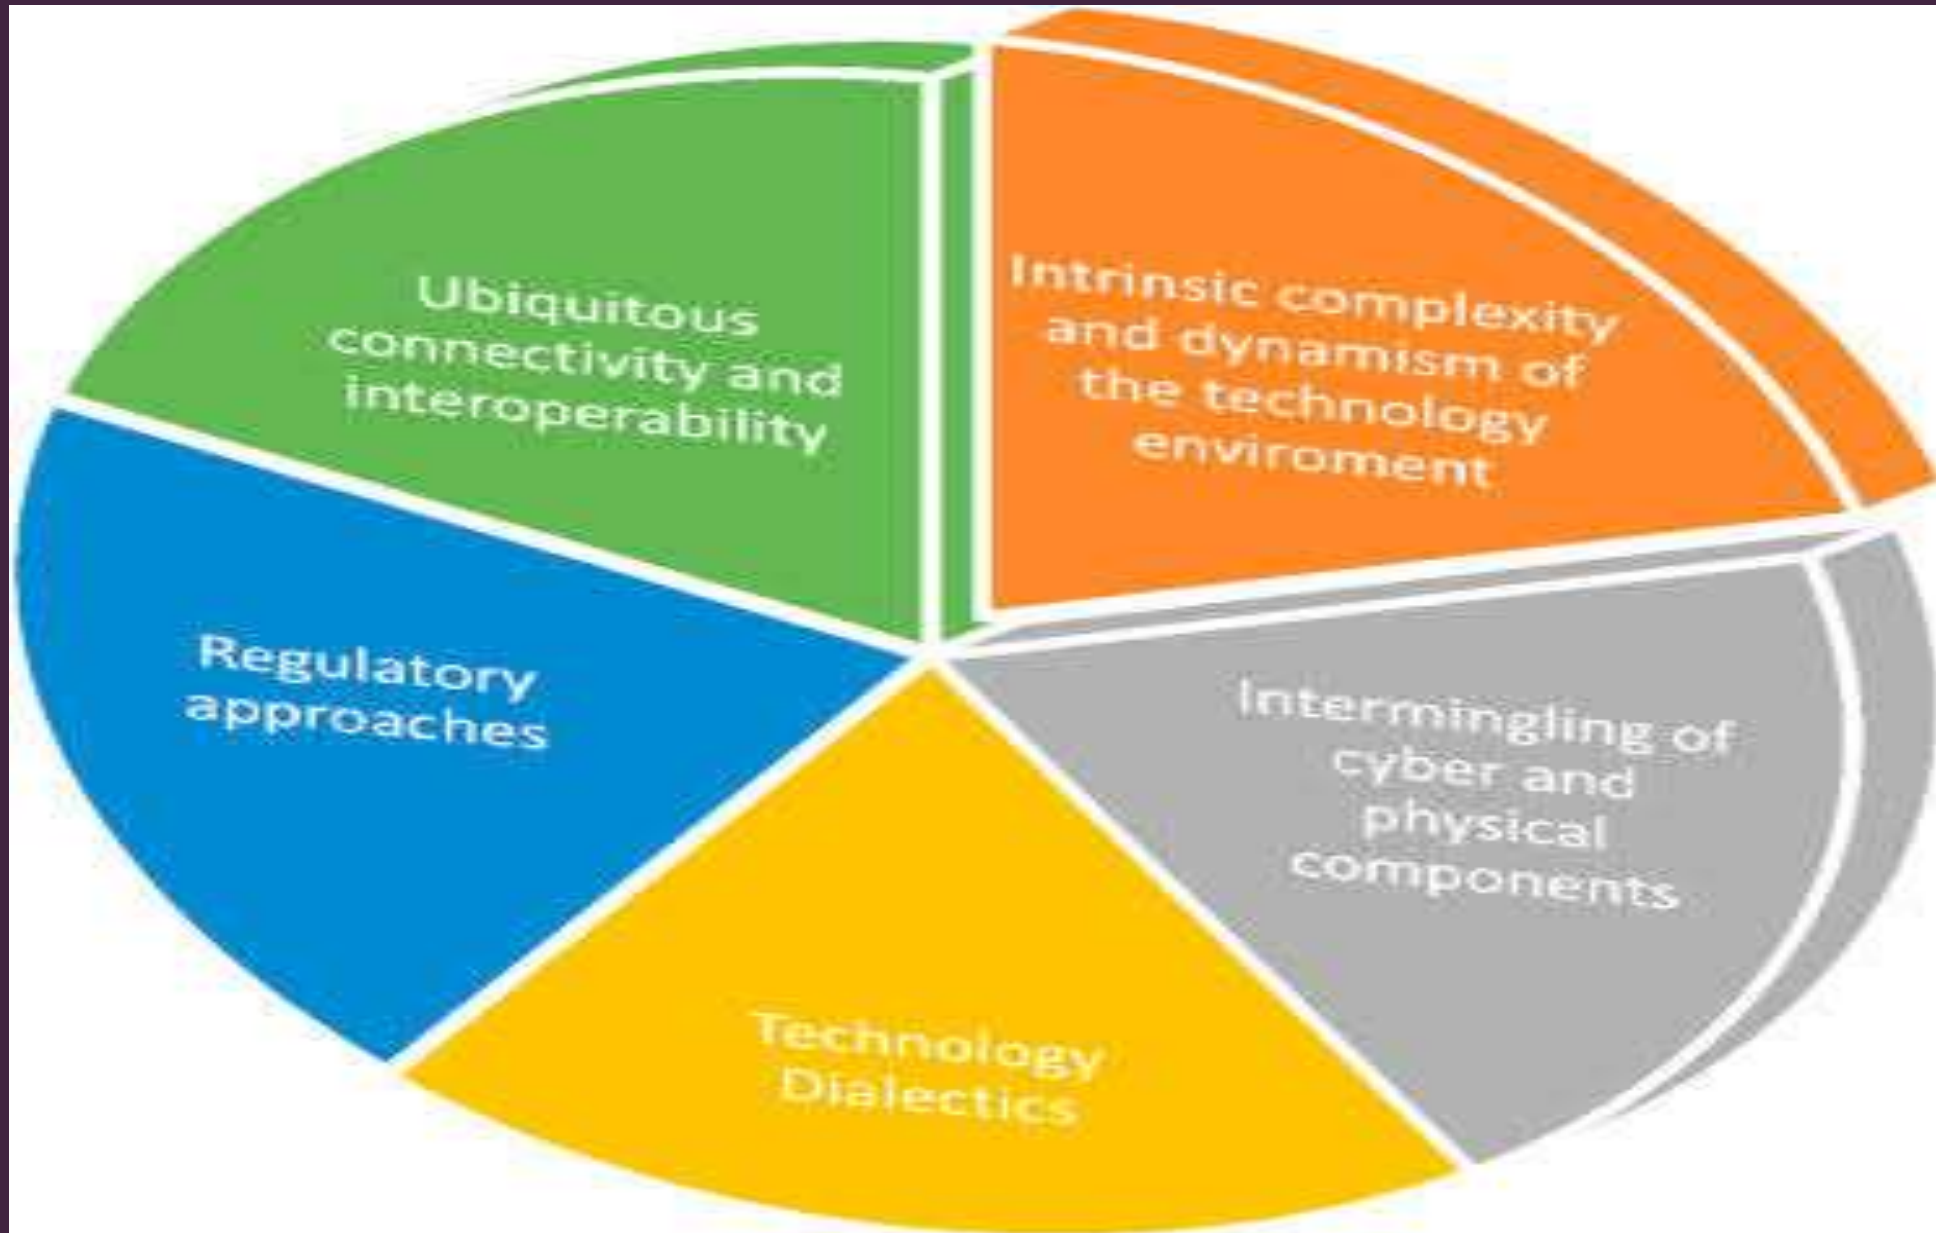 Ubiquitous
connectivity and
interoperability
Intrinsic complexity
and dynamism of
the technology
enviroment
Regulatory
approaches
Intermingling of
cyber and
physical
components
Technology
Dialectics